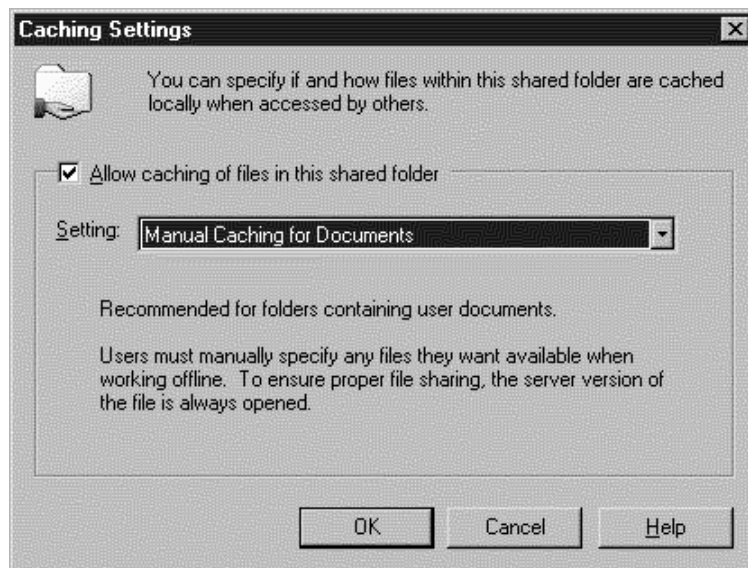 Caching Settings
You can specify if and how files within this shared folder are cached
locally when accessed by others.
Allow caching of files in this shared folder
Setting: Manual Caching for Documents
Recommended for folders containing user documents.
Users must manually specify any files they want available when
working offline. To ensure proper file sharing, the server version of
the file is always opened.
OK Cancel Help